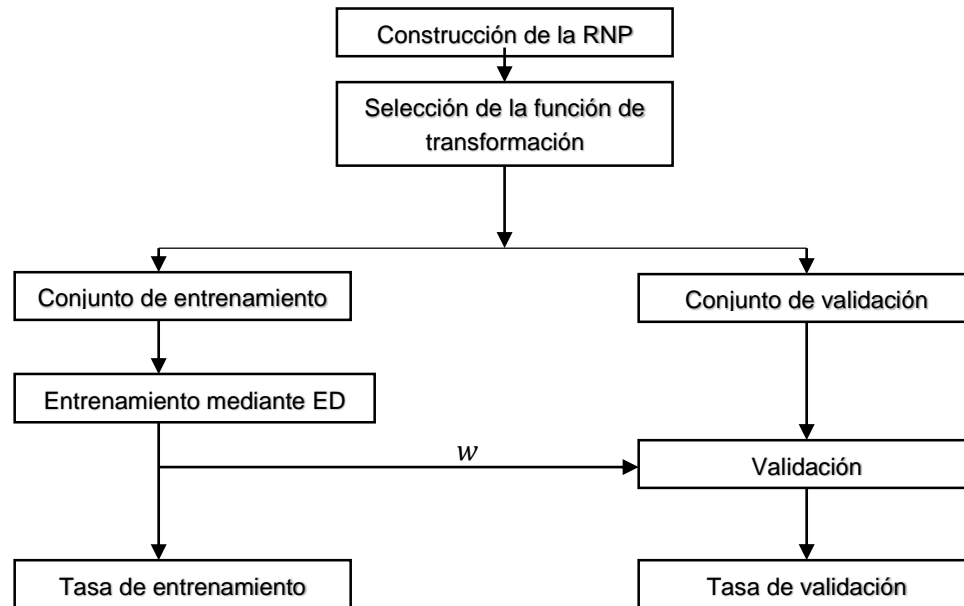 Construcción de la RNP
Selección de la función de
transformación
Conjunto de entrenamiento
Conjunto de validación
Entrenamiento mediante ED
w
Validación
Tasa de entrenamiento
Tasa de validación